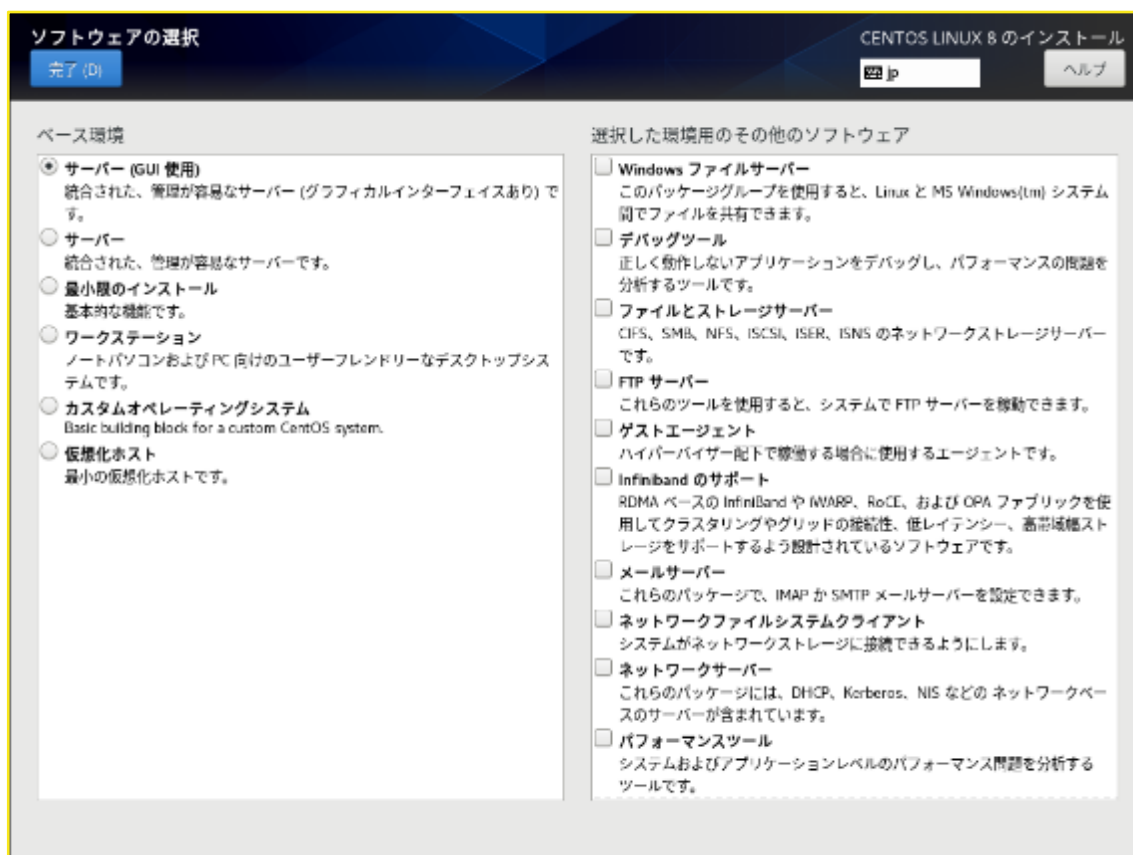 ソフトウェアの選択
完了 (D)
CENTOS LINUX 8 のインストール
jp
ヘルプ
ベース環境
サーバー (GUI 使用)
統合された、管理が容易なサーバー (グラフィカルインターフェイスあり) で
す。
サーバー
統合された、管理が容易なサーバーです。
最小限のインストール
基本的な機能です。
ワークステーション
ノートパソコンおよび PC 向けのユーザーフレンドリーなデスクトップシス
テムです。
カスタムオペレーティングシステム
Basic building block for a custom CentOS system.
仮想化ホスト
最小の仮想化ホストです。
選択した環境用のその他のソフトウェア
Windows ファイルサーバー
このパッケージグループを使用すると、Linux と MS Windows(tm) システム
間でファイルを共有できます。
デバッグツール
正しく動作しないアプリケーションをデバッグし、パフォーマンスの問題を
分析するツールです。
ファイルとストレージサーバー
CIFS、SMB、NFS、iSCSI、iSER、iSNS のネットワークストレージサーバー
です。
FTP サーバー
これらのツールを使用すると、システムで FTP サーバーを稼動できます。
ゲストエージェント
ハイパーバイザー配下で稼働する場合に使用するエージェントです。
Infiniband のサポート
RDMA ベースの InfiniBand や iWARP、RoCE、および OPA ファブリックを使
用してクラスタリングやグリッドの接続性、低レイテンシー、高帯域幅スト
レージをサポートするよう設計されているソフトウェアです。
メールサーバー
これらのパッケージで、IMAP か SMTP メールサーバーを設定できます。
ネットワークファイルシステムクライアント
システムがネットワークストレージに接続できるようにします。
ネットワークサーバー
これらのパッケージには、DHCP、Kerberos、NIS などの ネットワークベー
スのサーバーが含まれています。
パフォーマンスツール
システムおよびアプリケーションレベルのパフォーマンス問題を分析する
ツールです。